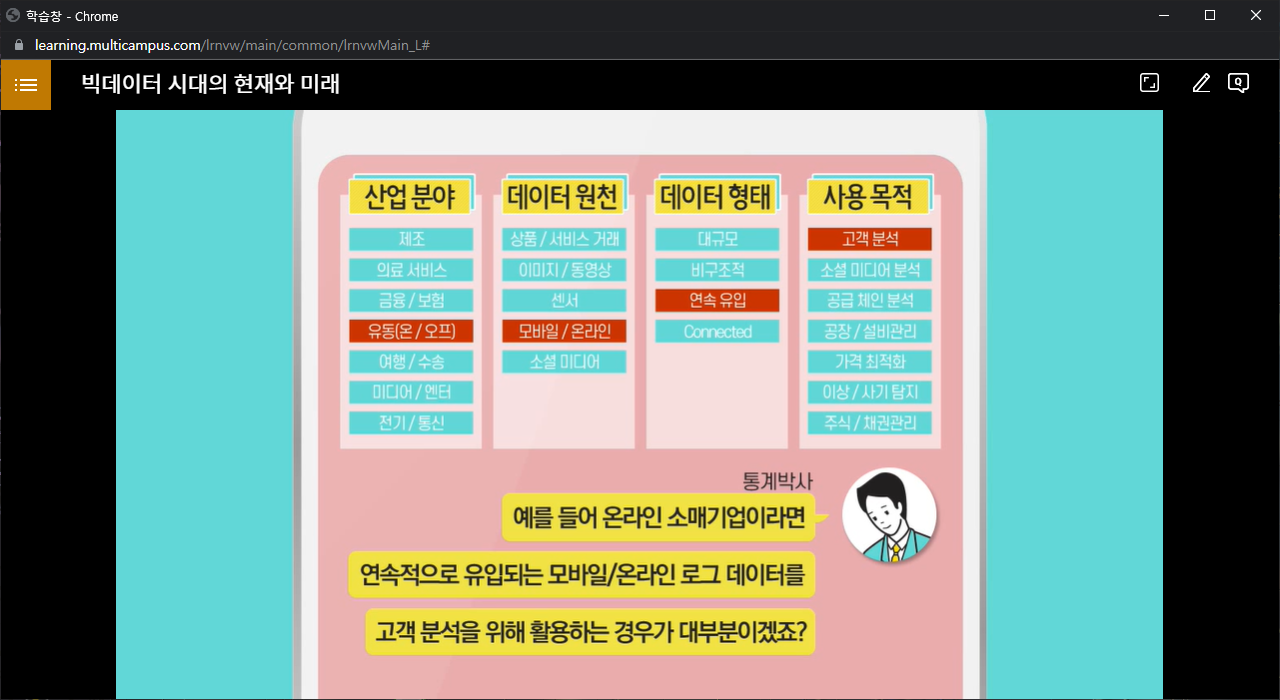 학습창 - Chrome
learning.multicampus.com/lrnvw/main/common/lrnvwMain_L#
빅데이터 시대의 현재와 미래
산업 분야
제조
의료 서비스
금융 / 보험
유동(온 / 오프)
여행 / 수송
미디어 / 엔터
전기 / 통신
데이터 원천
상품 / 서비스 거래
이미지 / 동영상
센서
모바일 / 온라인
소셜 미디어
데이터 형태
대규모
비구조적
연속 유입
Connected
사용 목적
고객 분석
소셜 미디어 분석
공급 체인 분석
공장 / 설비관리
가격 최적화
이상 / 사기 탐지
주식 / 채권관리
통계박사
예를 들어 온라인 소매기업이라면
연속적으로 유입되는 모바일/온라인 로그 데이터를
고객 분석을 위해 활용하는 경우가 대부분이겠죠?